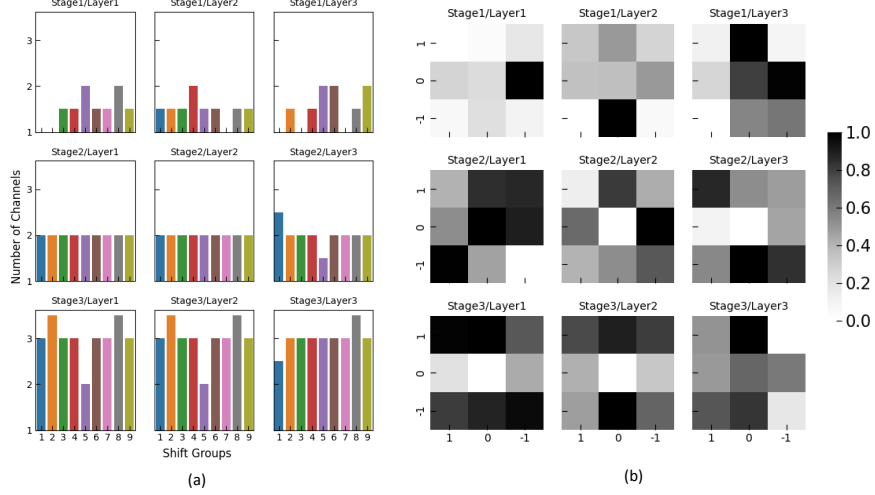 Stage1/Layer1 Stage1/Layer2 Stage1/Layer3
3
2
1
Stage2/Layer1 Stage2/Layer2 Stage2/Layer3
3
2
1
Stage3/Layer1 Stage3/Layer2 Stage3/Layer3
3
2
1
1 2 3 4 5 6 7 8 9 1 2 3 4 5 6 7 8 9 1 2 3 4 5 6 7 8 9
Number of Channels
Shift Groups
(a)
Stage1/Layer1 Stage1/Layer2 Stage1/Layer3
1
0
-1
1 0 -1 1 0 -1 1 0 -1
Stage2/Layer1 Stage2/Layer2 Stage2/Layer3
1
0
-1
Stage3/Layer1 Stage3/Layer2 Stage3/Layer3
1
0
-1
1.0
0.8
0.6
0.4
0.2
0.0
(b)